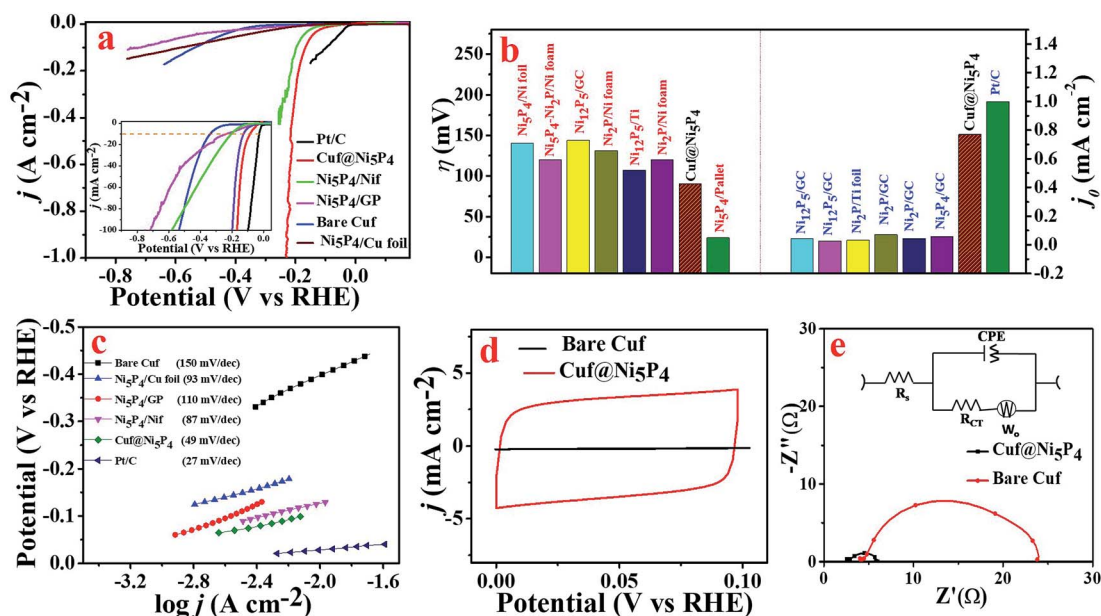 a
0.0
-0.2
-0.4
-0.6
-0.8
-1.0
j (A cm-2)
-0.8 -0.6 -0.4 -0.2 0.0
Potential (V vs RHE)
0
-20
-40
-60
-80
-100
j (mA cm-2)
-0.8 -0.6 -0.4 -0.2 0.0
Potential (V vs RHE)
Pt/C
Cuf@Ni5P4
Ni5P4/Nif
Ni5P4/GP
Bare Cuf
Ni5P4/Cu foil
b
250
200
150
100
50
0
η (mV)
Ni5P4/Ni foil
Ni5P4-Ni2P/Ni foam
Ni12P5/GC
Ni2P/Ni foam
Ni12P5/Ti
Ni2P/Ni foam
Cuf@Ni5P4
Ni5P4/Pallet
Ni12P5/GC
Ni12P5/GC
Ni2P/Ti foil
Ni2P/GC
Ni2P/GC
Ni5P4/GC
Cuf@Ni5P4
Pt/C
1.4
1.2
1.0
0.8
0.6
0.4
0.2
0.0
-0.2
j0 (mA cm-2)
c
-0.5
-0.4
-0.3
-0.2
-0.1
0.0
Potential (V vs RHE)
Bare Cuf (150 mV/dec)
Ni5P4/Cu foil (93 mV/dec)
Ni5P4/GP (110 mV/dec)
Ni5P4/Nif (87 mV/dec)
Cuf@Ni5P4 (49 mV/dec)
Pt/C (27 mV/dec)
-3.2 -2.8 -2.4 -2.0 -1.6
log j (A cm-2)
d
Bare Cuf
Cuf@Ni5P4
5
0
-5
j (mA cm-2)
0.00 0.05 0.10
Potential (V vs RHE)
e
-30
-20
-10
0
-Z''(Ω)
CPE
Rs
RCT
Wo
Cuf@Ni5P4
Bare Cuf
0 10 20 30
Z'(Ω)